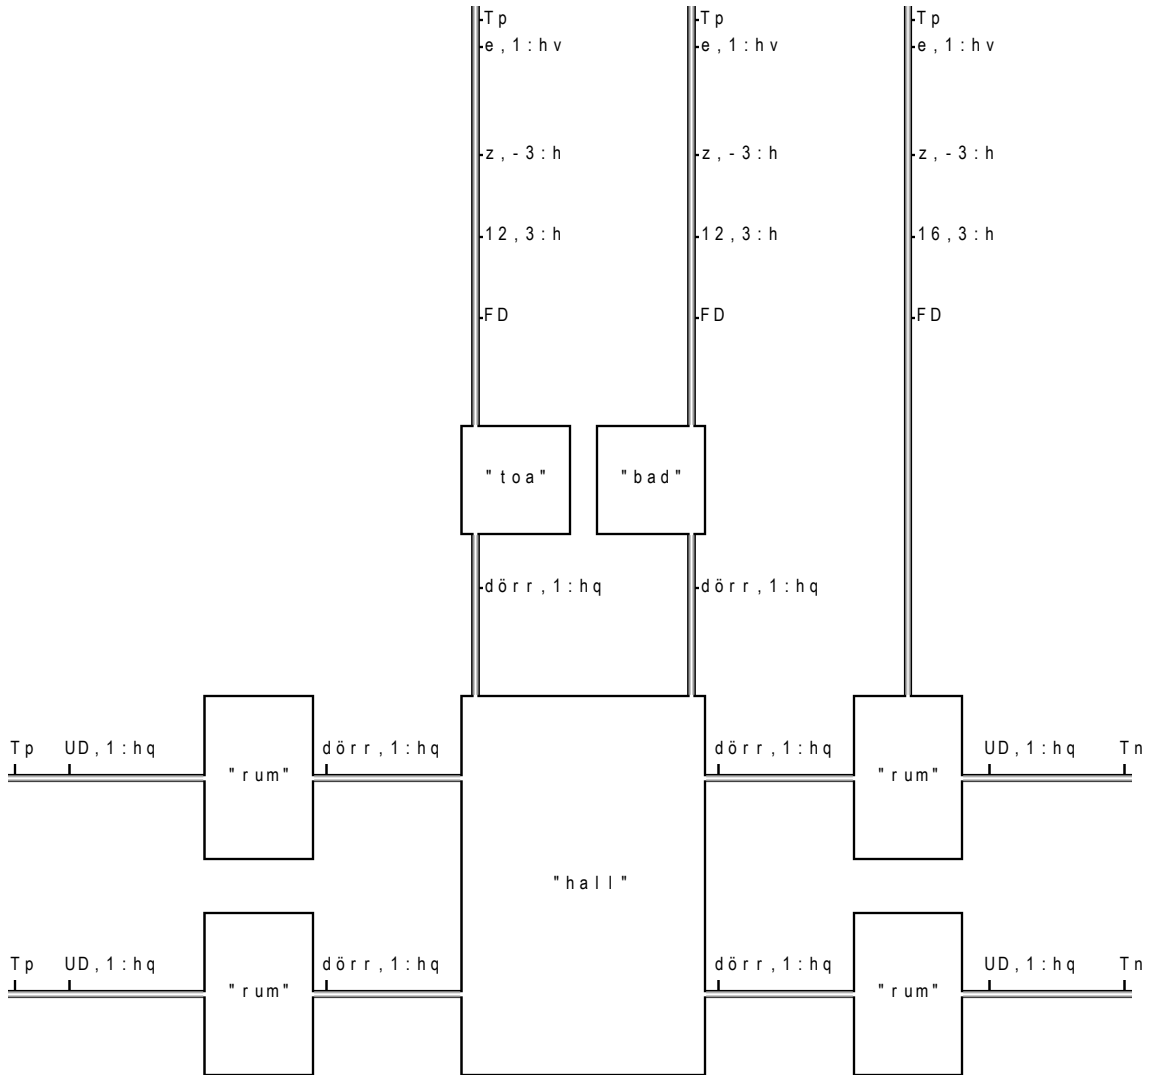 Tp Tp Tp
e,1:hv e,1:hv e,1:hv
z,-3:h z,-3:h z,-3:h
12,3:h 12,3:h 16,3:h
FD FD FD
"toa" "bad"
dörr,1:hq dörr,1:hq
Tp UD,1:hq dörr,1:hq dörr,1:hq UD,1:hq Tn
"rum" "rum"
"hall"
Tp UD,1:hq dörr,1:hq dörr,1:hq UD,1:hq Tn
"rum" "rum"